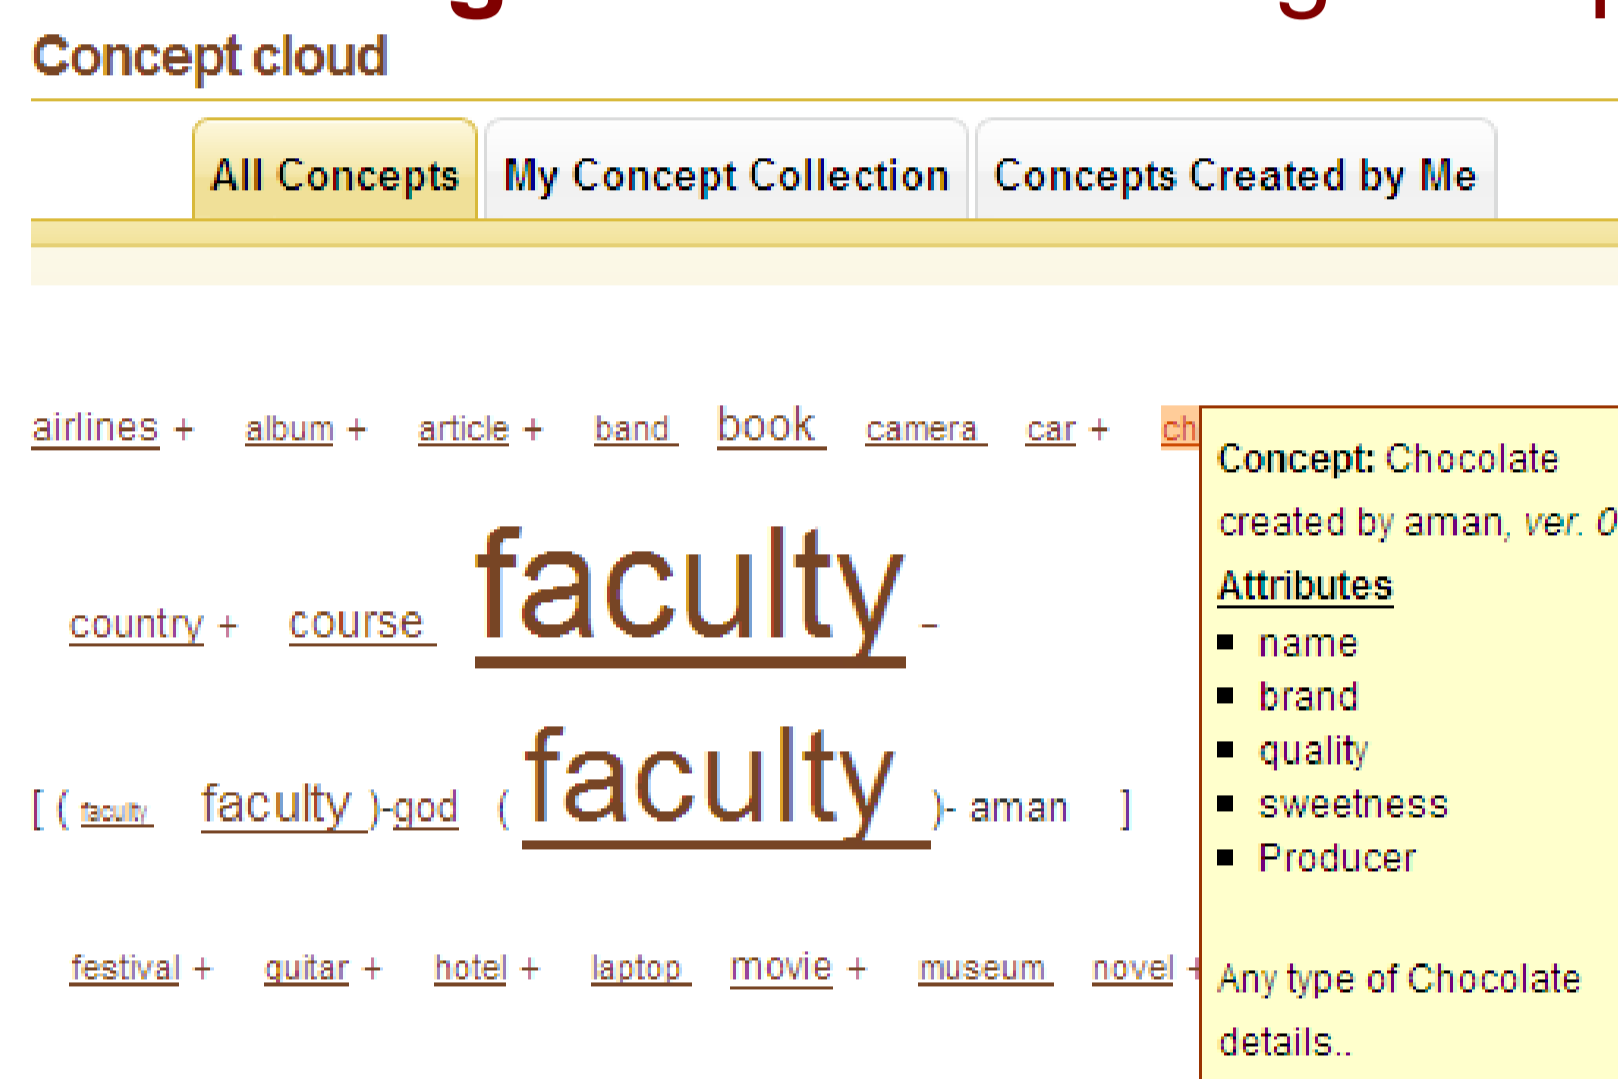 Concept cloud
All Concepts My Concept Collection Concepts Created by Me
airlines + album + article + band book camera car + ch
country + course faculty -
[ ( faculty faculty )-god ( faculty )- aman ]
festival + guitar + hotel + laptop movie + museum novel +
Concept: Chocolate
created by aman, ver. 0
Attributes
▪ name
▪ brand
▪ quality
▪ sweetness
▪ Producer
Any type of Chocolate
details..